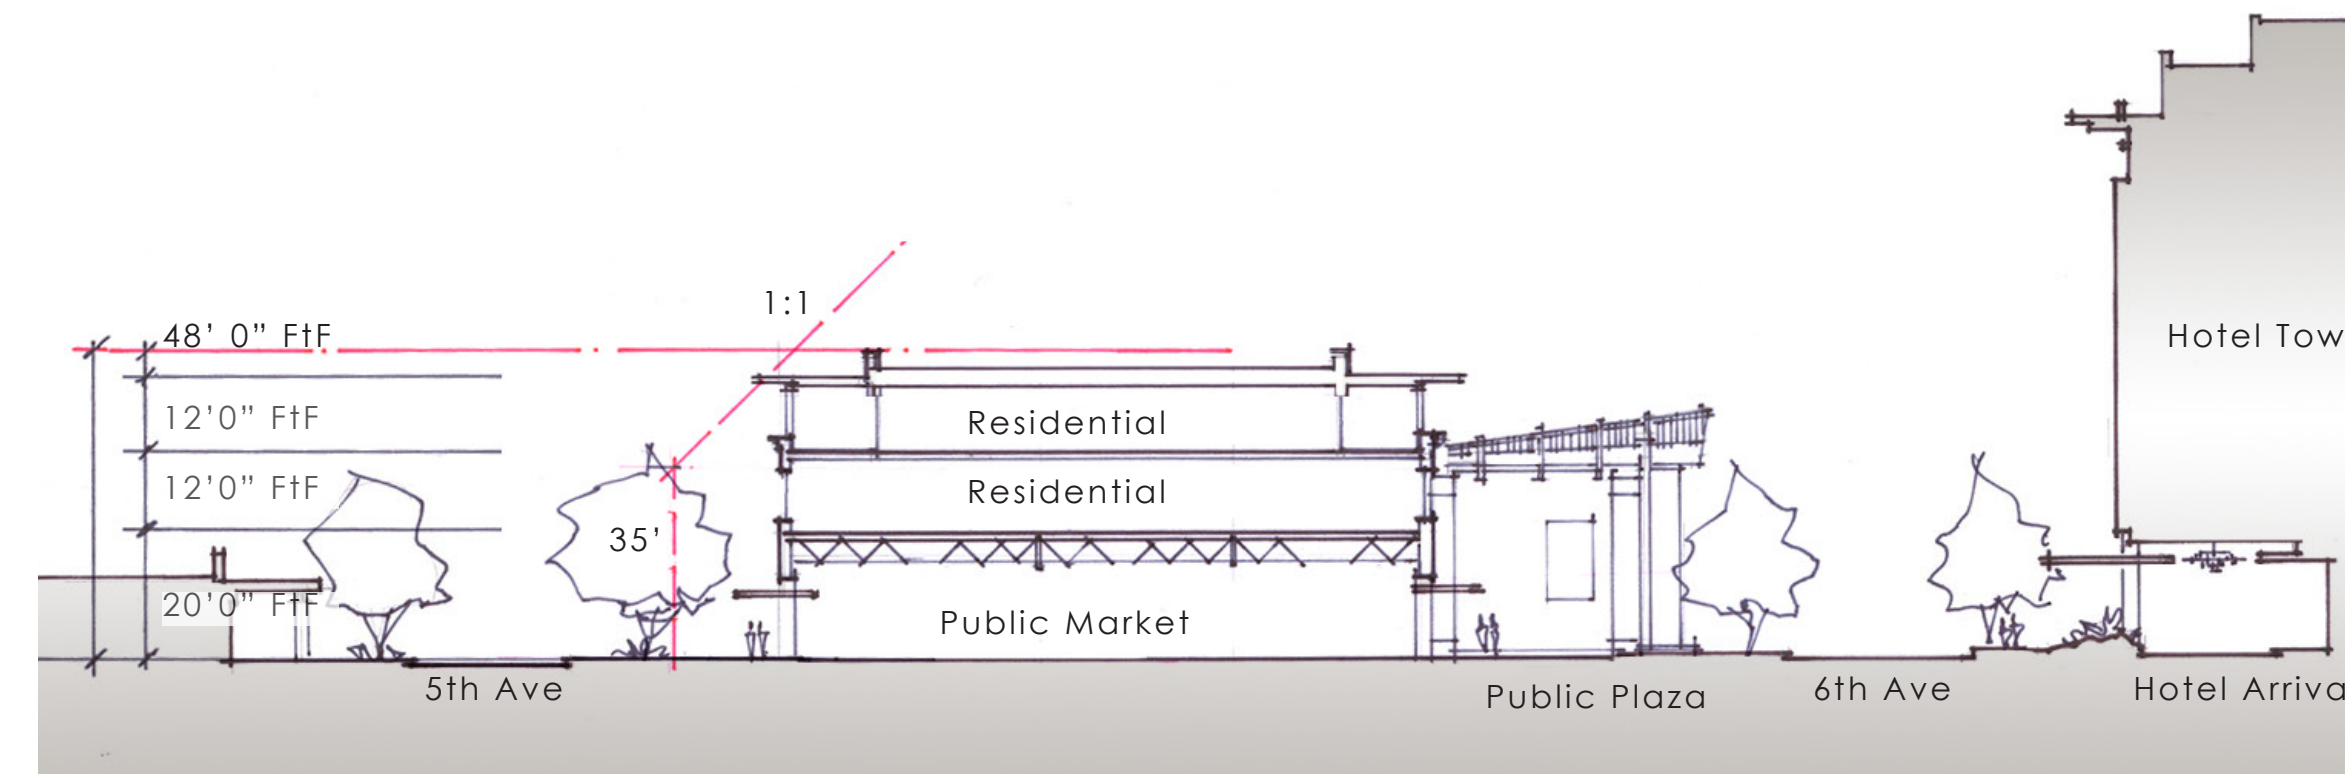 1:1
48’ 0” FtF
12’0” FtF
Residential
12’0” FtF
Residential
35’
20’0” FtF
Public Market
Hotel Tow
5th Ave
Public Plaza
6th Ave
Hotel Arriva